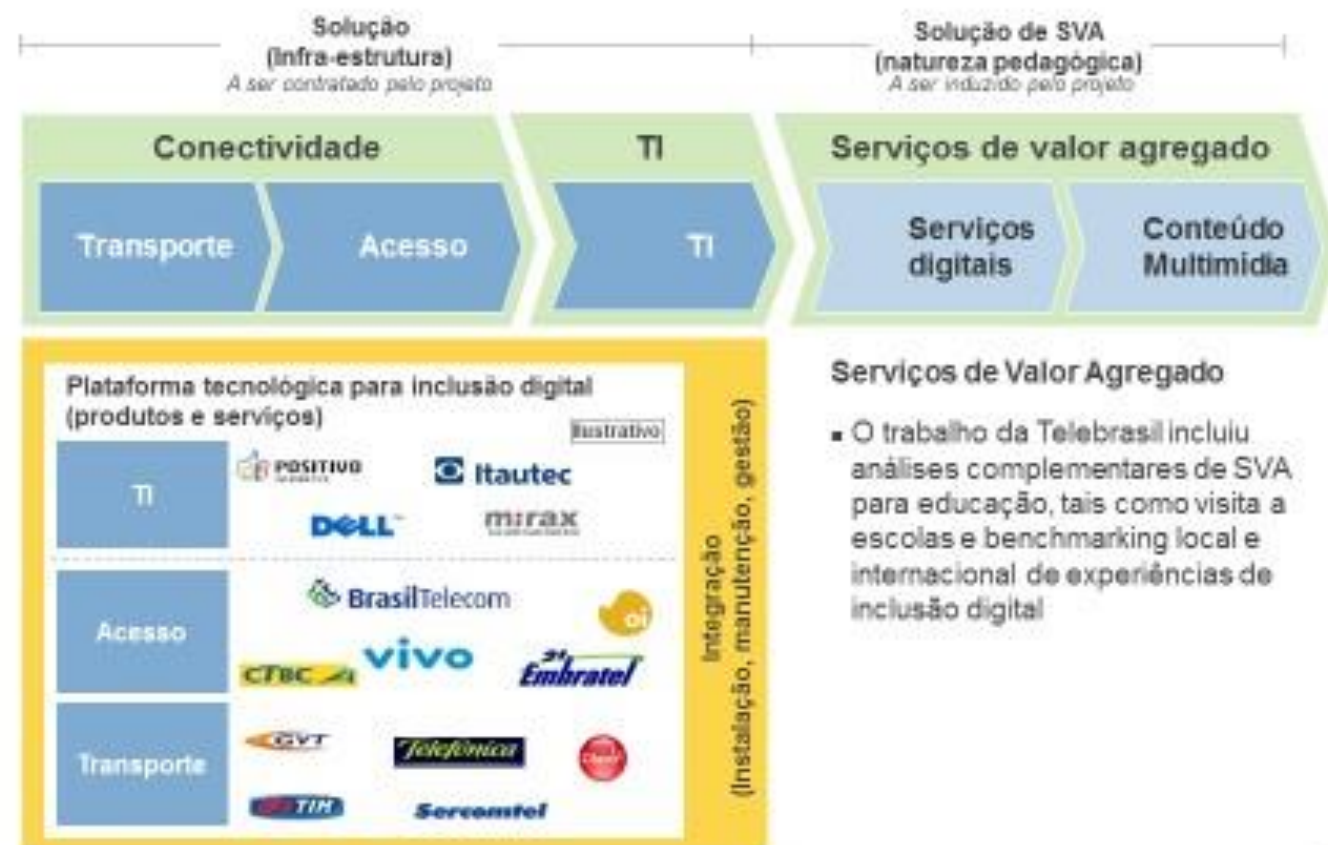 Solução
(Infra-estrutura)
A ser contratado pelo projeto
Solução de SVA
(natureza pedagógica)
A ser induzido pelo projeto
Conectividade
TI
Serviços de valor agregado
Transporte
Acesso
TI
Serviços
digitais
Conteúdo
Multimídia
Plataforma tecnológica para inclusão digital
(produtos e serviços)
Ilustrativo
TI
POSITIVO
Itautec
DELL™
mirax
Acesso
BrasilTelecom
oi
CTBC
vivo
Embratel
Transporte
GVT
Telefónica
Claro
TIM
Sercomtel
Integração
(Instalação, manutenção, gestão)
Serviços de Valor Agregado
▪ O trabalho da Telebrasil incluiu
análises complementares de SVA
para educação, tais como visita a
escolas e benchmarking local e
internacional de experiências de
inclusão digital